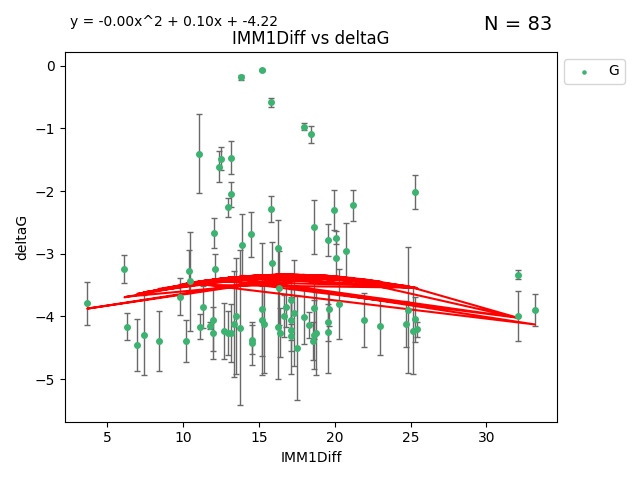 y = -0.00x^2 + 0.10x + -4.22
N = 83
IMM1Diff vs deltaG
G
0
−1
−2
−3
−4
−5
deltaG
5 10 15 20 25 30
IMM1Diff